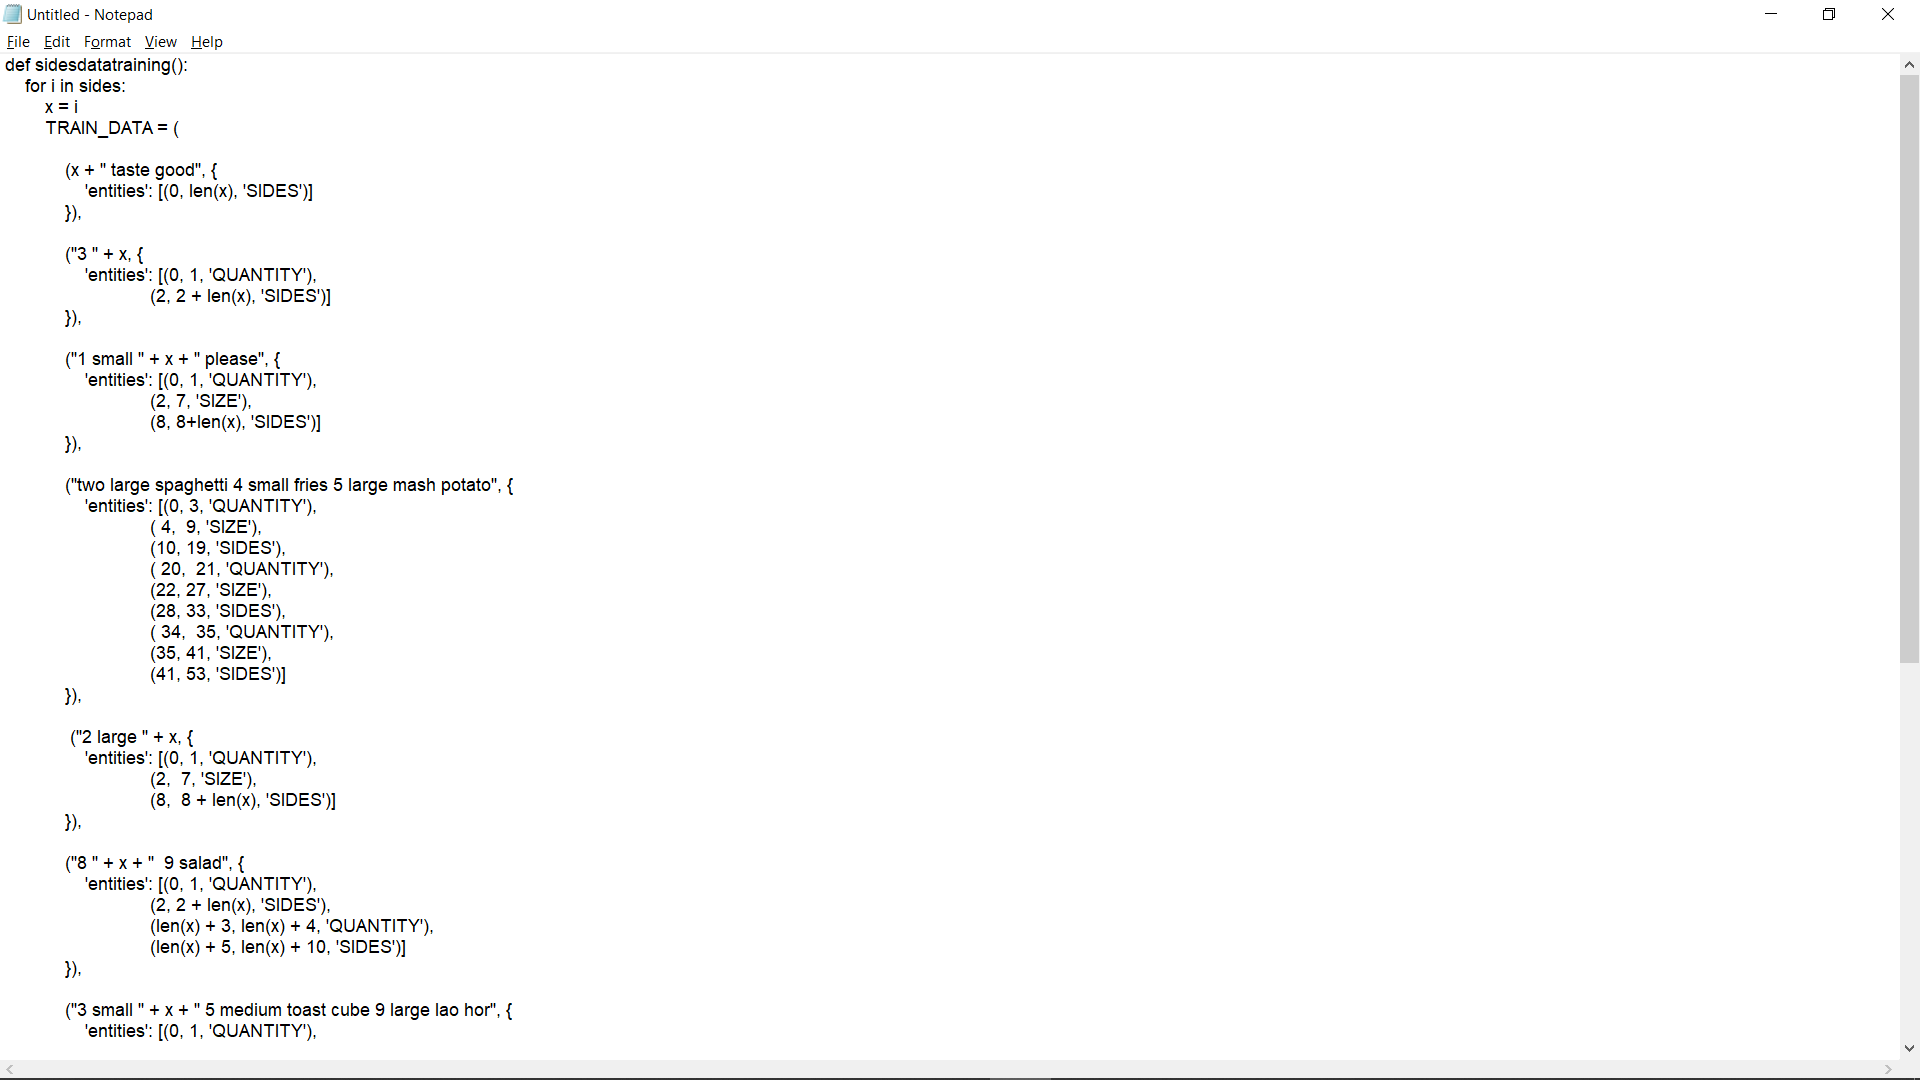 Untitled - Notepad
File Edit Format View Help
def sidesdatatraining():
    for i in sides:
        x = i
        TRAIN_DATA = (

            (x + " taste good", {
                'entities': [(0, len(x), 'SIDES')]
            }),

            ("3 " + x, {
                'entities': [(0, 1, 'QUANTITY'),
                             (2, 2 + len(x), 'SIDES')]
            }),

            ("1 small " + x + " please", {
                'entities': [(0, 1, 'QUANTITY'),
                             (2, 7, 'SIZE'),
                             (8, 8+len(x), 'SIDES')]
            }),

            ("two large spaghetti 4 small fries 5 large mash potato", {
                'entities': [(0, 3, 'QUANTITY'),
                             ( 4,  9, 'SIZE'),
                             (10, 19, 'SIDES'),
                             ( 20,  21, 'QUANTITY'),
                             (22, 27, 'SIZE'),
                             (28, 33, 'SIDES'),
                             ( 34,  35, 'QUANTITY'),
                             (35, 41, 'SIZE'),
                             (41, 53, 'SIDES')]
            }),

             ("2 large " + x, {
                'entities': [(0, 1, 'QUANTITY'),
                             (2,  7, 'SIZE'),
                             (8,  8 + len(x), 'SIDES')]
            }),

            ("8 " + x + "  9 salad", {
                'entities': [(0, 1, 'QUANTITY'),
                             (2, 2 + len(x), 'SIDES'),
                             (len(x) + 3, len(x) + 4, 'QUANTITY'),
                             (len(x) + 5, len(x) + 10, 'SIDES')]
            }),

            ("3 small " + x + " 5 medium toast cube 9 large lao hor", {
                'entities': [(0, 1, 'QUANTITY'),